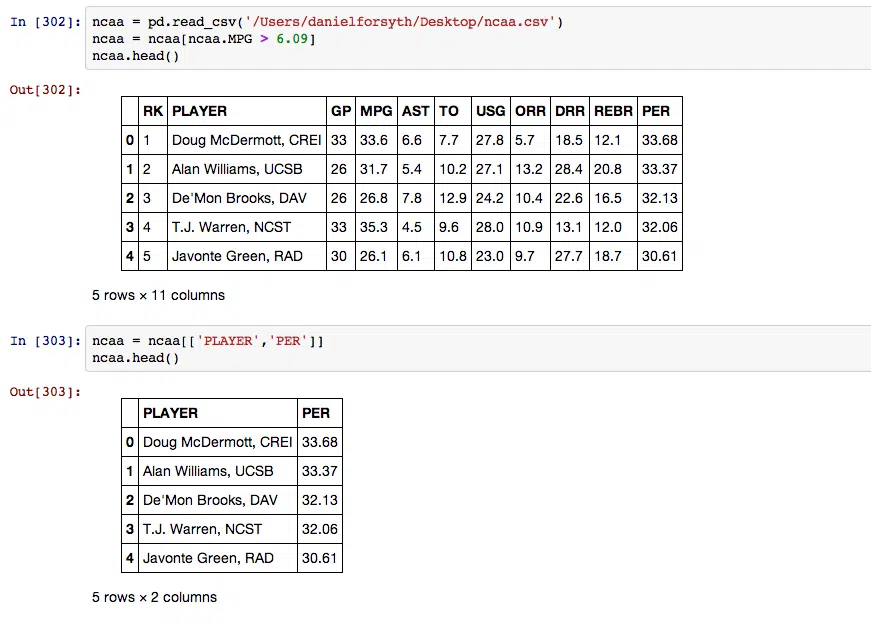 In [302]: ncaa = pd.read_csv('/Users/danielforsyth/Desktop/ncaa.csv')
ncaa = ncaa[ncaa.MPG > 6.09]
ncaa.head()
Out[302]:
RK PLAYER GP MPG AST TO USG ORR DRR REBR PER
0 1 Doug McDermott, CREI 33 33.6 6.6 7.7 27.8 5.7 18.5 12.1 33.68
1 2 Alan Williams, UCSB 26 31.7 5.4 10.2 27.1 13.2 28.4 20.8 33.37
2 3 De'Mon Brooks, DAV 26 26.8 7.8 12.9 24.2 10.4 22.6 16.5 32.13
3 4 T.J. Warren, NCST 33 35.3 4.5 9.6 28.0 10.9 13.1 12.0 32.06
4 5 Javonte Green, RAD 30 26.1 6.1 10.8 23.0 9.7 27.7 18.7 30.61
5 rows × 11 columns
In [303]: ncaa = ncaa[['PLAYER','PER']]
ncaa.head()
Out[303]:
PLAYER PER
0 Doug McDermott, CREI 33.68
1 Alan Williams, UCSB 33.37
2 De'Mon Brooks, DAV 32.13
3 T.J. Warren, NCST 32.06
4 Javonte Green, RAD 30.61
5 rows × 2 columns